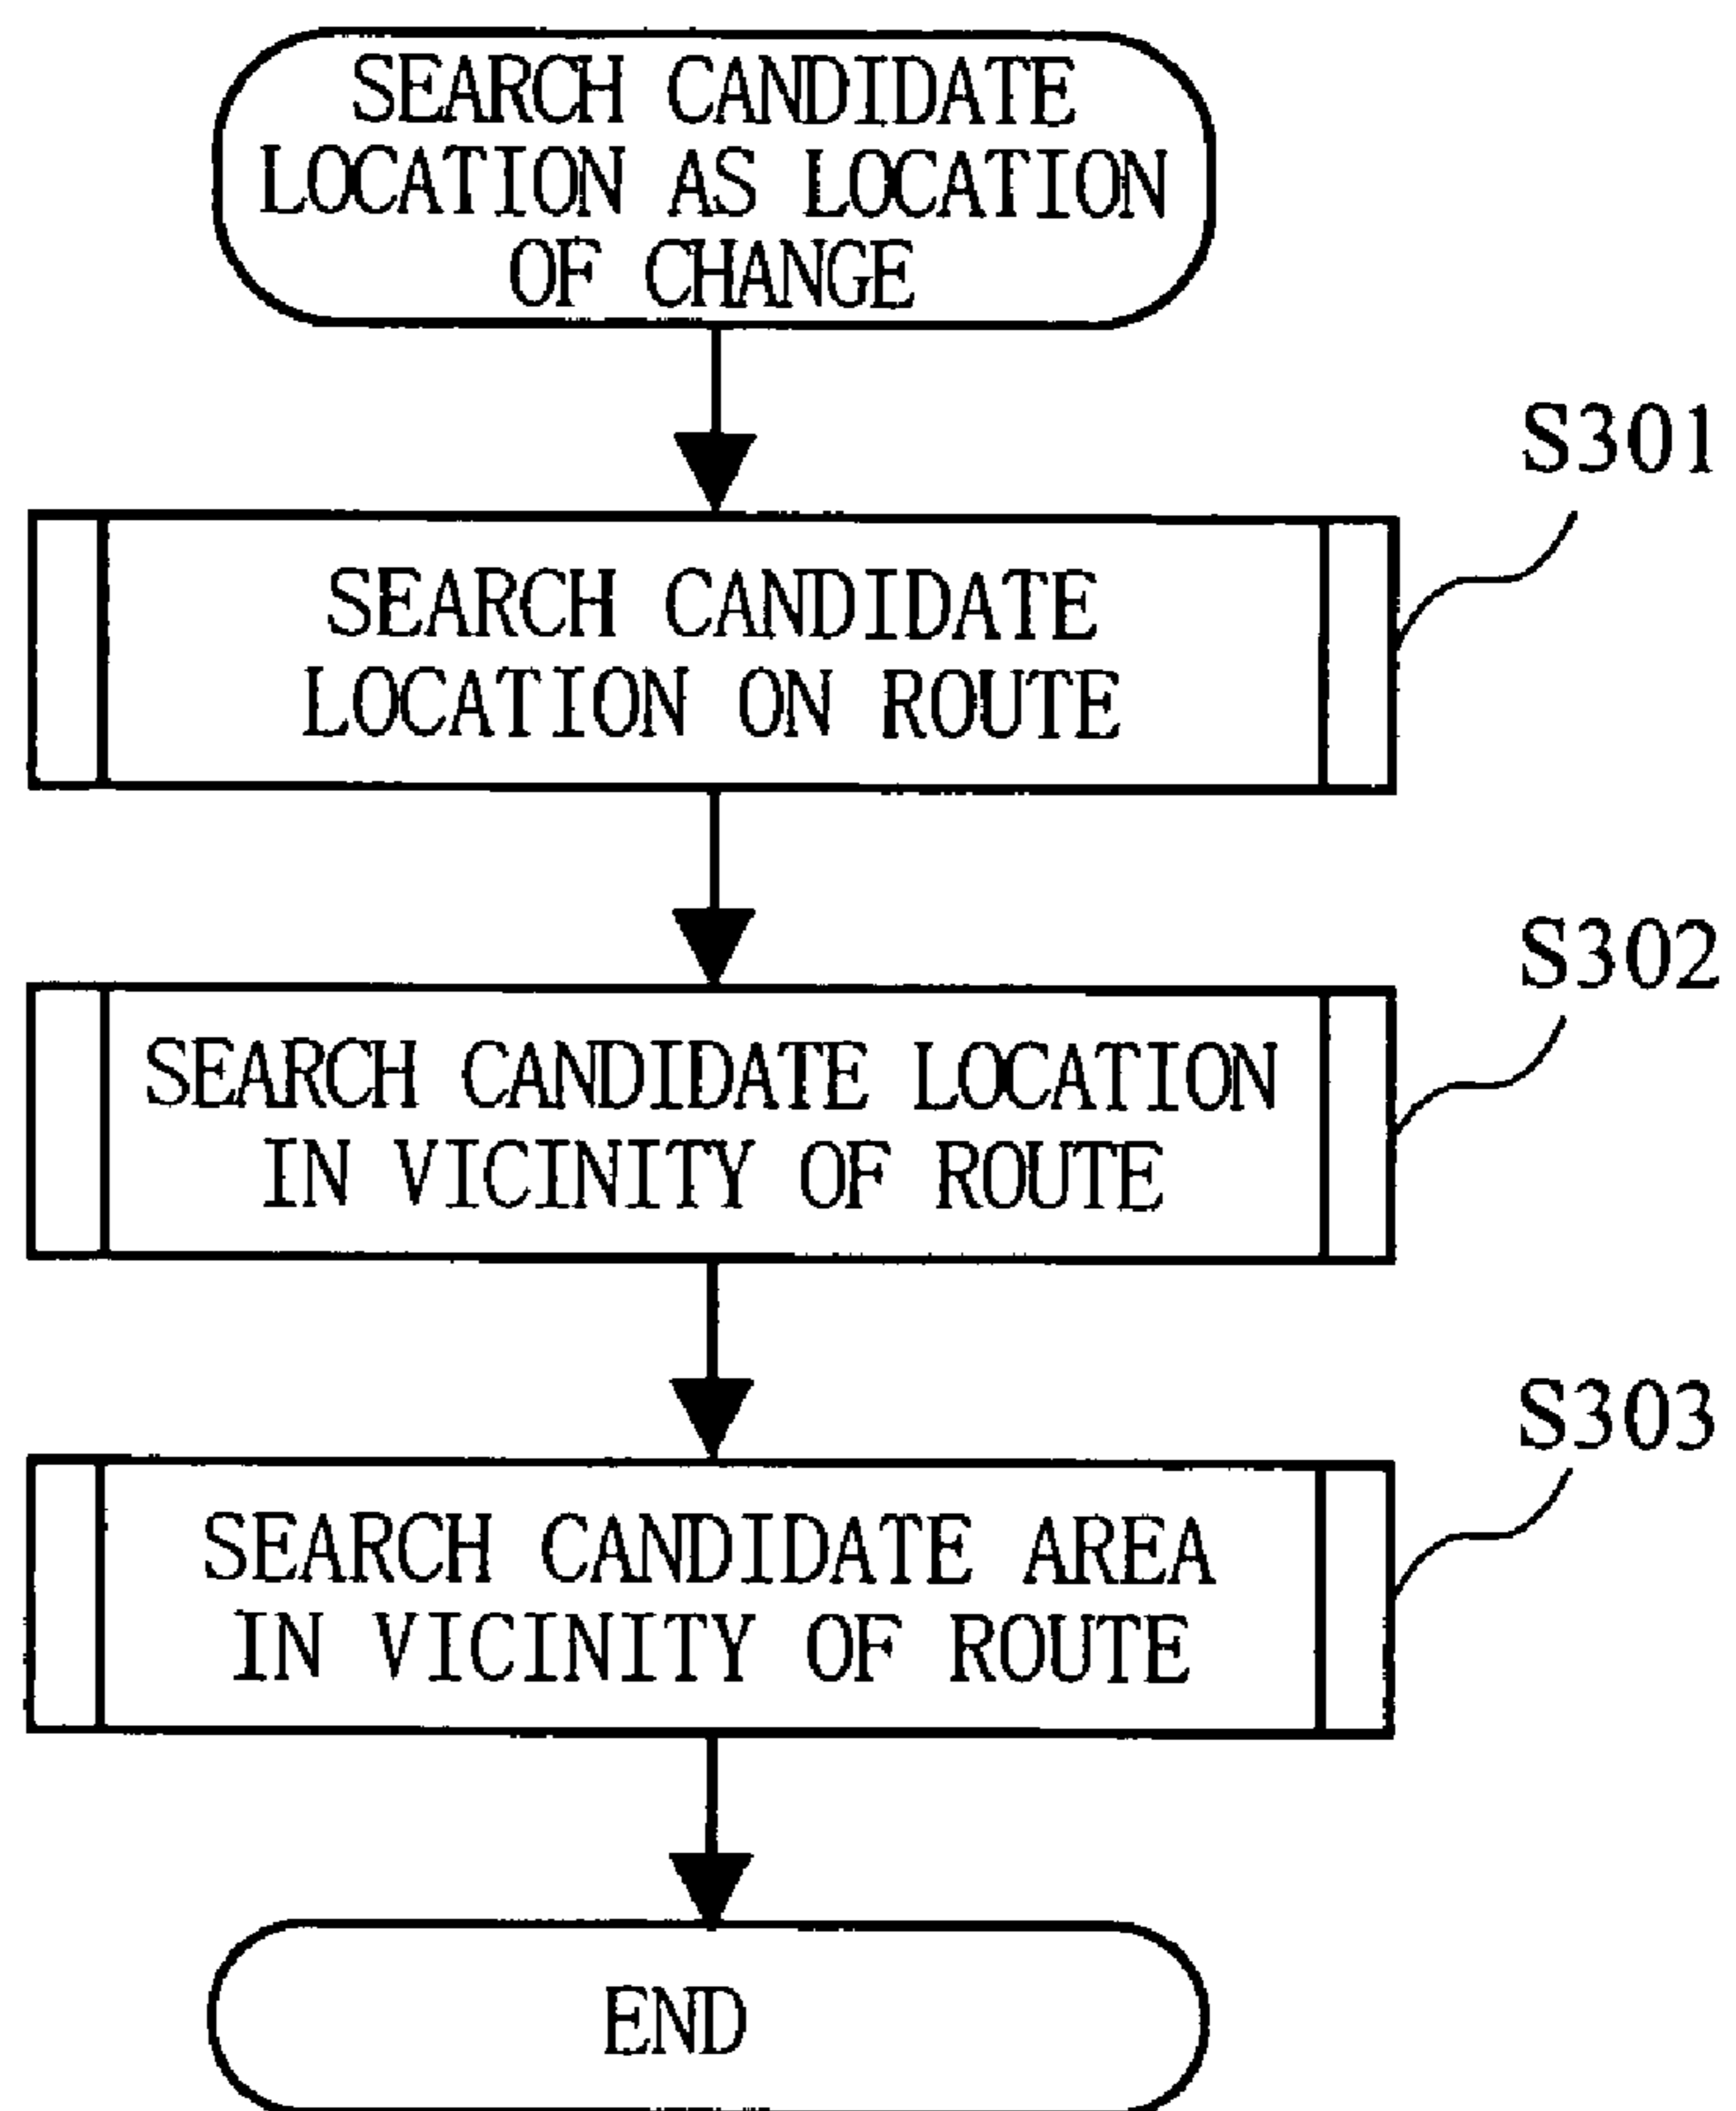 SEARCH CANDIDATE
LOCATION AS LOCATION
OF CHANGE
S301
SEARCH CANDIDATE
LOCATION ON ROUTE
S302
SEARCH CANDIDATE LOCATION
IN VICINITY OF ROUTE
S303
SEARCH CANDIDATE AREA
IN VICINITY OF ROUTE
END